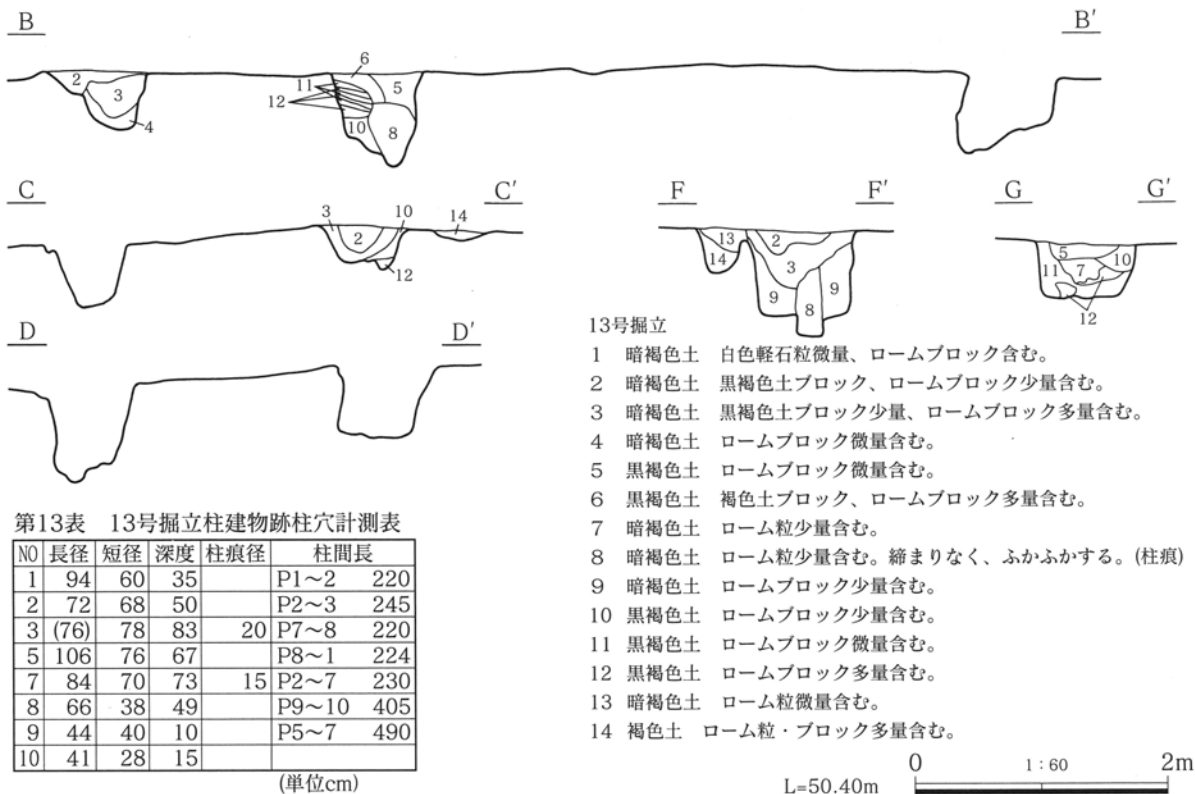 B B'
6
2 5
3 11
12
4 10 8
C C' F F' G G'
3 10 14
2
12
13 2
14 3
9 8 9
5 10
11 7
12
D D'
13号掘立
1 暗褐色土 白色軽石粒微量、ロームブロック含む。
2 暗褐色土 黒褐色土ブロック、ロームブロック少量含む。
3 暗褐色土 黒褐色土ブロック少量、ロームブロック多量含む。
4 暗褐色土 ロームブロック微量含む。
5 黒褐色土 ロームブロック微量含む。
6 黒褐色土 褐色土ブロック、ロームブロック多量含む。
7 暗褐色土 ローム粒少量含む。
8 暗褐色土 ローム粒少量含む。締まりなく、ふかふかする。(柱痕)
9 暗褐色土 ロームブロック少量含む。
10 黒褐色土 ロームブロック少量含む。
11 黒褐色土 ロームブロック微量含む。
12 黒褐色土 ロームブロック多量含む。
13 暗褐色土 ローム粒微量含む。
14 褐色土 ローム粒・ブロック多量含む。
第13表 13号掘立柱建物跡柱穴計測表
NO 長径 短径 深度 柱痕径 柱間長
1 94 60 35 P1～2 220
2 72 68 50 P2～3 245
3 (76) 78 83 20 P7～8 220
5 106 76 67 P8～1 224
7 84 70 73 15 P2～7 230
8 66 38 49 P9～10 405
9 44 40 10 P5～7 490
10 41 28 15
(単位cm)
L=50.40m 0 1:60 2m